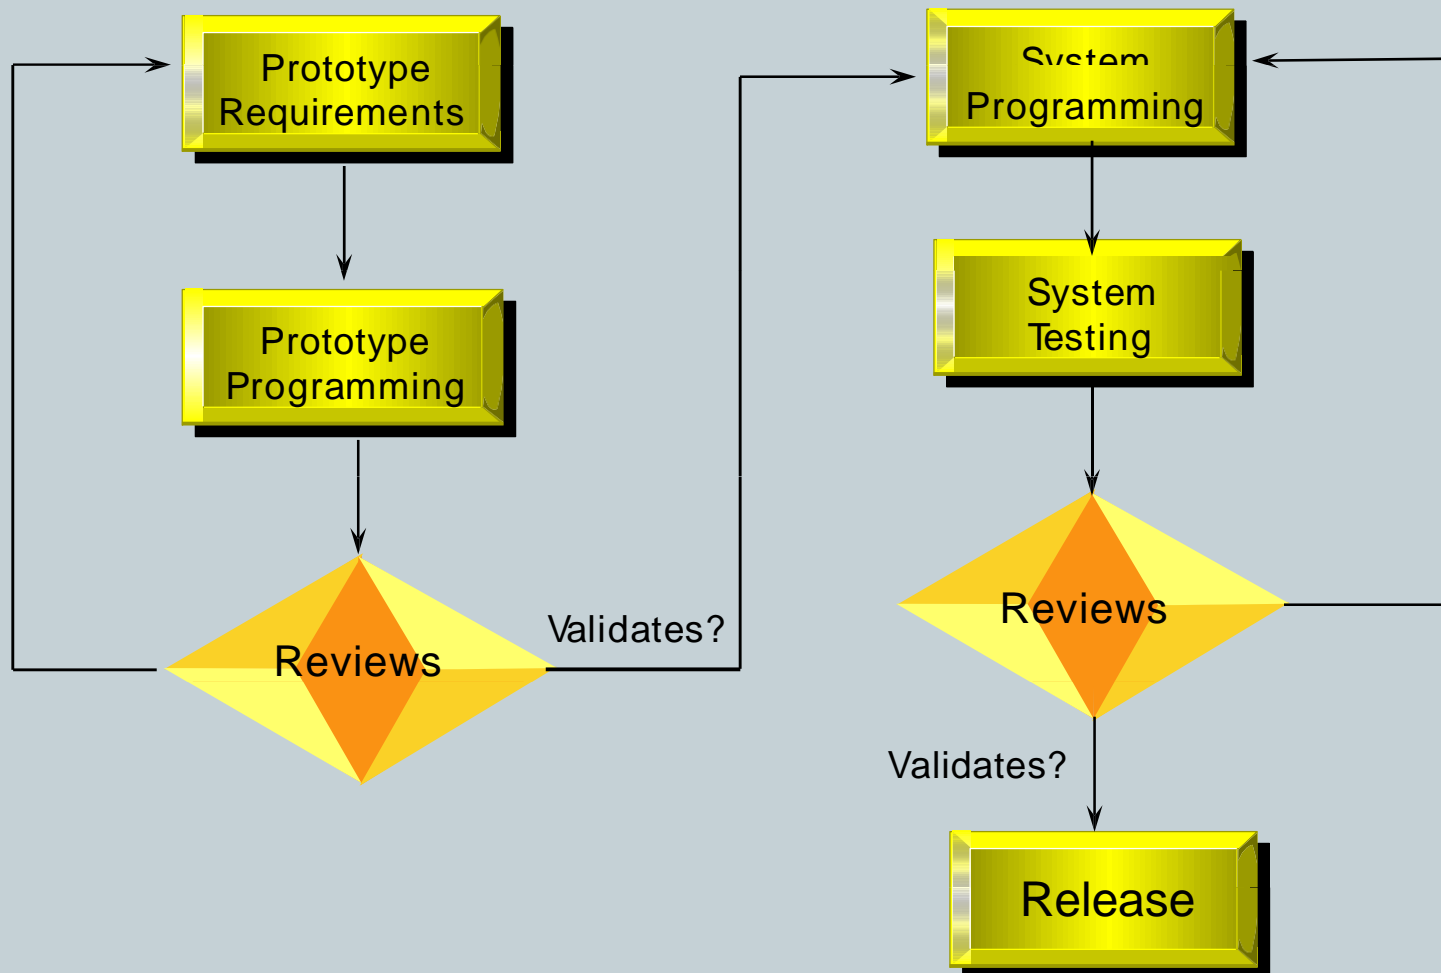 Prototype
Requirements
Prototype
Programming
Reviews
Validates?
System
Programming
System
Testing
Reviews
Validates?
Release